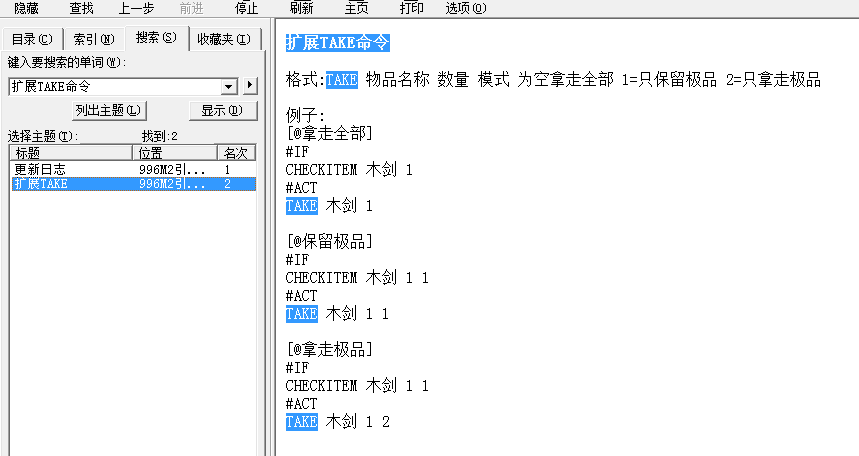 隐藏 查找 上一步 前进 停止 刷新 主页 打印 选项(O)
目录(C) 索引(N) 搜索(S) 收藏夹(I)
键入要搜索的单词(W):
扩展TAKE命令
列出主题(L) 显示(D)
选择主题(T): 找到:2
标题 位置 名次
更新日志 996M2引... 1
扩展TAKE 996M2引... 2
扩展TAKE命令
格式:TAKE 物品名称 数量 模式 为空拿走全部 1=只保留极品 2=只拿走极品
例子:
[@拿走全部]
#IF
CHECKITEM 木剑 1
#ACT
TAKE 木剑 1
[@保留极品]
#IF
CHECKITEM 木剑 1 1
#ACT
TAKE 木剑 1 1
[@拿走极品]
#IF
CHECKITEM 木剑 1 1
#ACT
TAKE 木剑 1 2